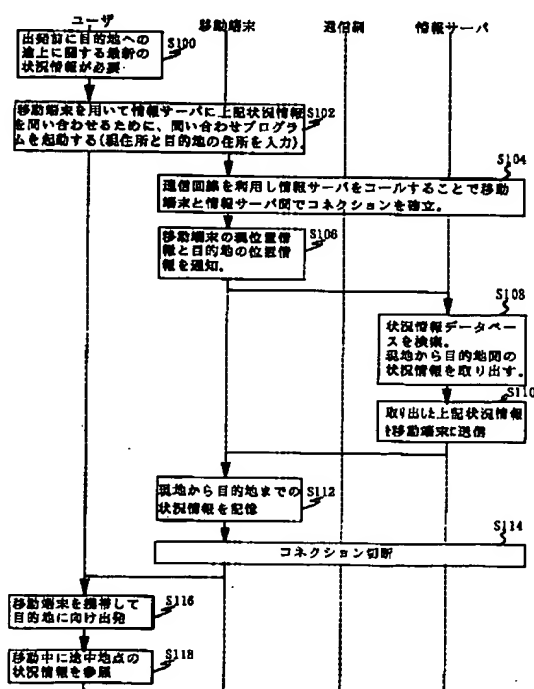 ユーザ
移動端末
通信網
情報サーバ
出発前に目的地への
途上に関する最新の
状況情報が必要
S100
移動端末を用いて情報サーバに上記状況情報
を問い合わせるために、問い合わせプログラ
ムを起動する(現住所と目的地の住所を入力)。
S102
S104
通信回線を利用し情報サーバをコールすることで移動
端末と情報サーバ間でコネクションを確立。
移動端末の現位置情
報と目的地の位置情
報を通知。
S106
S108
状況情報データベー
スを検索。
現地から目的地間の
状況情報を取り出す。
S110
取り出した上記状況情報
を移動端末に送信
現地から目的地までの
状況情報を記憶
S112
S114
コネクション切断
移動端末を携帯して
目的地に向け出発
S116
移動中に途中地点の
状況情報を参照
S118